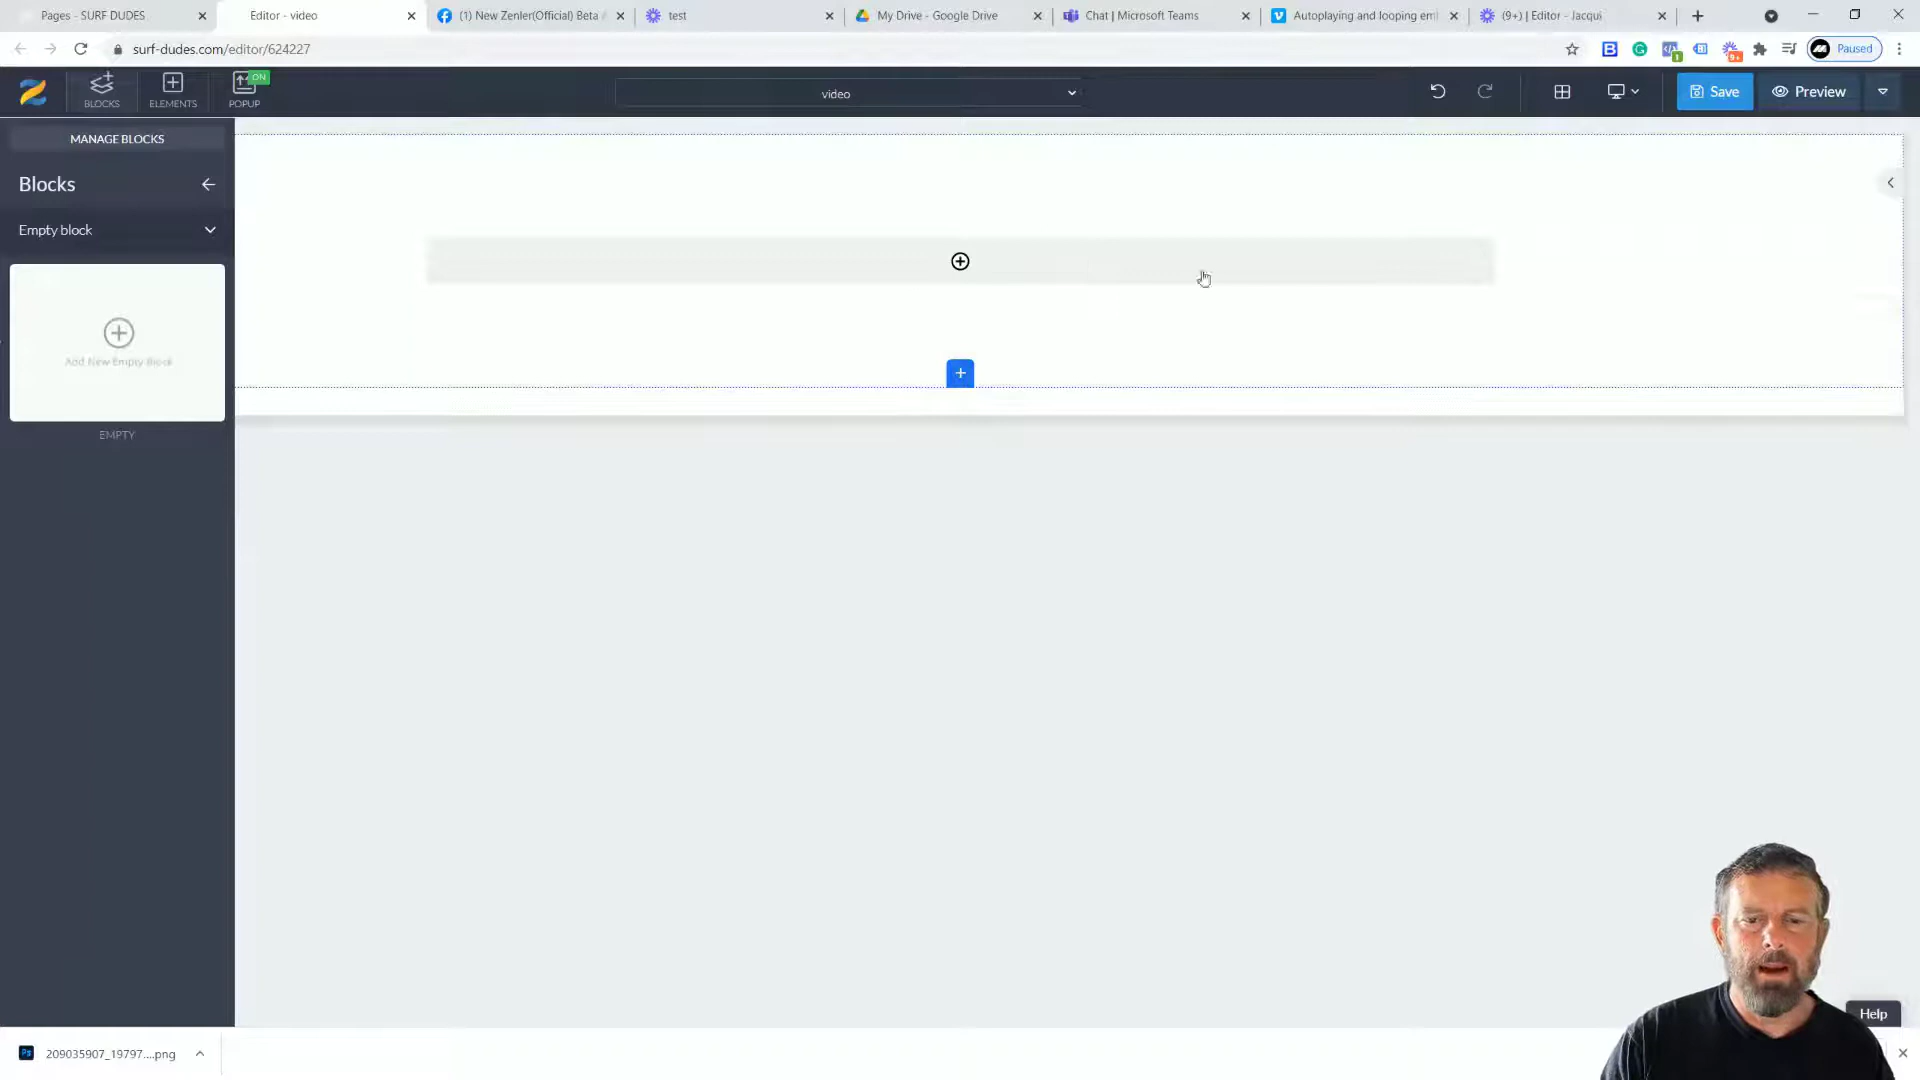 Pages - SURF DUDES
Editor - video
(1) New Zenler(Official) Beta
test
My Drive - Google Drive
Chat | Microsoft Teams
Autoplaying and looping em
(9+) | Editor - Jacqui
surf-dudes.com/editor/624227
Paused
BLOCKS
ELEMENTS
ON
POPUP
video
Save
Preview
MANAGE BLOCKS
Blocks
Empty block
Add New Empty Block
EMPTY
Help
209035907_19797....png